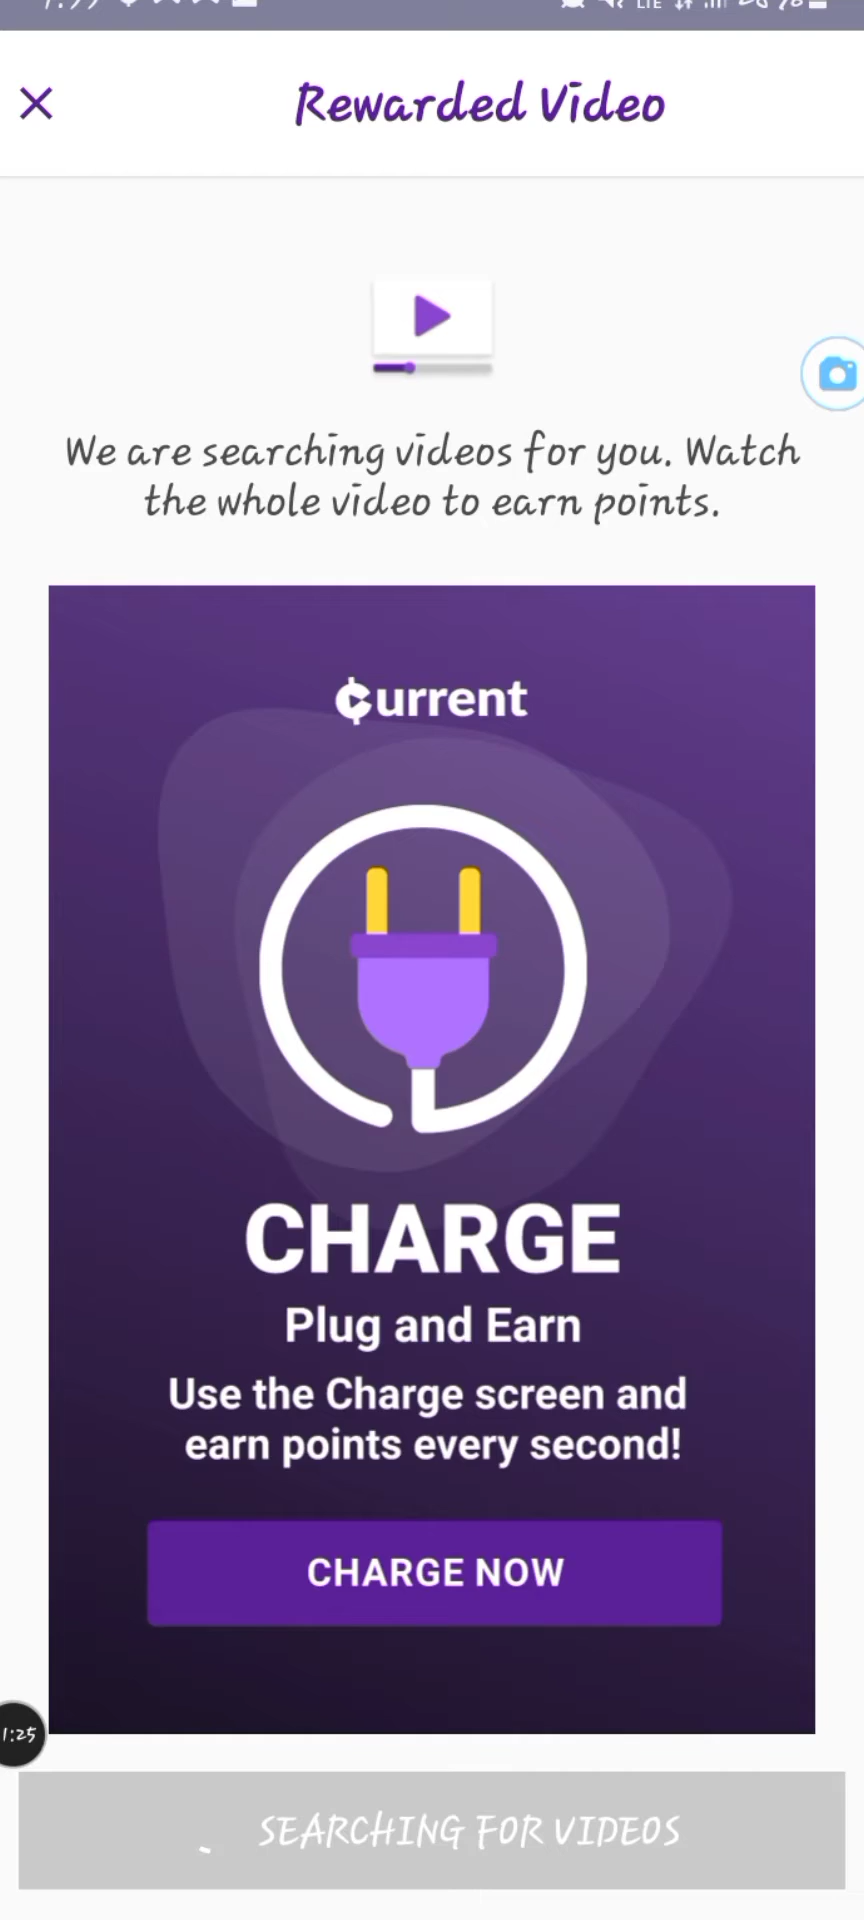 LTE
Rewarded Video
We are searching videos for you. Watch
the whole video to earn points.
Current
CHARGE
Plug and Earn
Use the Charge screen and
earn points every second!
CHARGE NOW
1:25
SEARCHING FOR VIDEOS